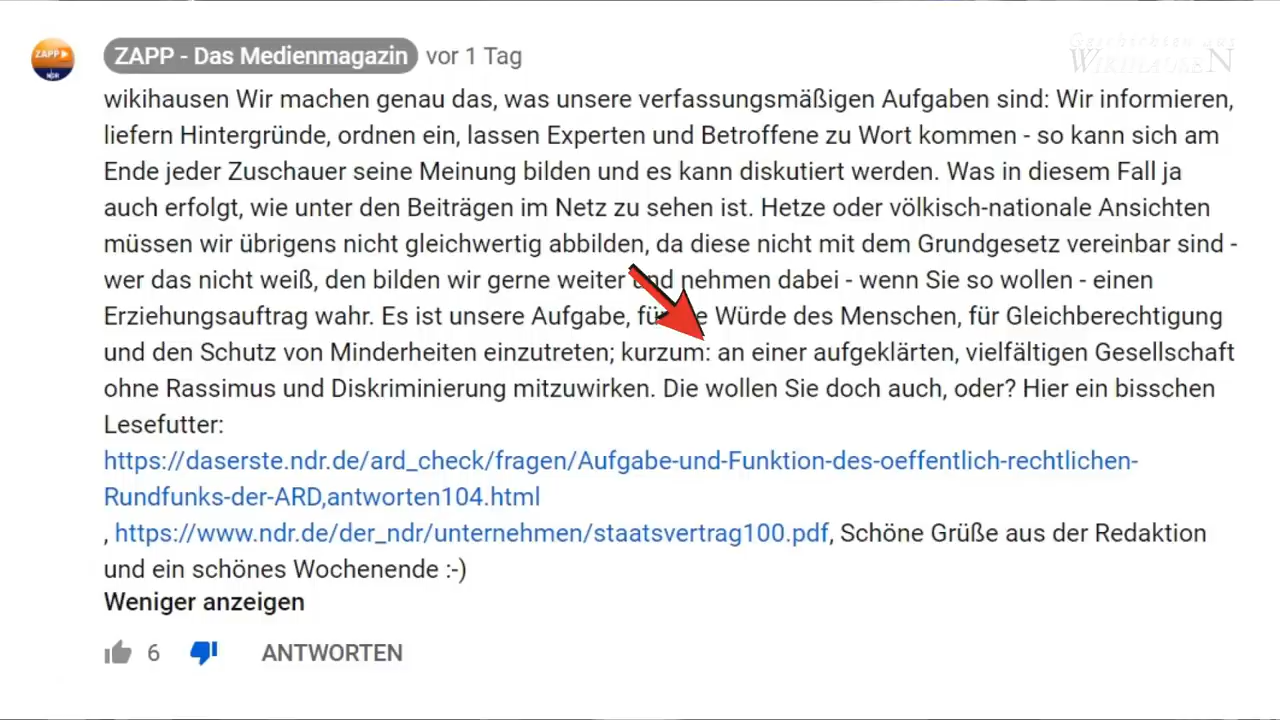 ZAPP
NDR
ZAPP - Das Medienmagazin vor 1 Tag
Geschichten aus
WIKIHAUSEN
wikihausen Wir machen genau das, was unsere verfassungsmäßigen Aufgaben sind: Wir informieren,
liefern Hintergründe, ordnen ein, lassen Experten und Betroffene zu Wort kommen - so kann sich am
Ende jeder Zuschauer seine Meinung bilden und es kann diskutiert werden. Was in diesem Fall ja
auch erfolgt, wie unter den Beiträgen im Netz zu sehen ist. Hetze oder völkisch-nationale Ansichten
müssen wir übrigens nicht gleichwertig abbilden, da diese nicht mit dem Grundgesetz vereinbar sind -
wer das nicht weiß, den bilden wir gerne weiter und nehmen dabei - wenn Sie so wollen - einen
Erziehungsauftrag wahr. Es ist unsere Aufgabe, für die Würde des Menschen, für Gleichberechtigung
und den Schutz von Minderheiten einzutreten; kurzum: an einer aufgeklärten, vielfältigen Gesellschaft
ohne Rassimus und Diskriminierung mitzuwirken. Die wollen Sie doch auch, oder? Hier ein bisschen
Lesefutter:
https://daserste.ndr.de/ard_check/fragen/Aufgabe-und-Funktion-des-oeffentlich-rechtlichen-
Rundfunks-der-ARD,antworten104.html
, https://www.ndr.de/der_ndr/unternehmen/staatsvertrag100.pdf, Schöne Grüße aus der Redaktion
und ein schönes Wochenende :-)
Weniger anzeigen
6 ANTWORTEN